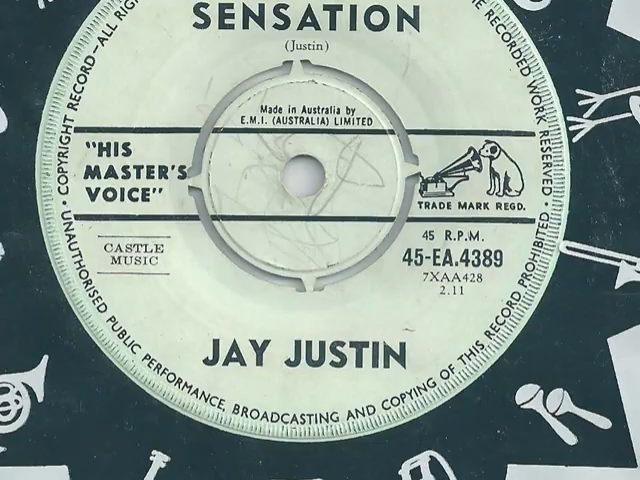 SENSATION
(Justin)
Made in Australia by
E.M.I. (AUSTRALIA) LIMITED
"HIS
MASTER'S
VOICE"
TRADE MARK REGD.
CASTLE
MUSIC
45 R.P.M.
45-EA.4389
7XAA428
2.11
JAY JUSTIN
THE RECORDED WORK RESERVED · UNAUTHORISED PUBLIC PERFORMANCE, BROADCASTING AND COPYING OF THIS RECORD PROHIBITED ·
· COPYRIGHT RECORD—ALL RIG